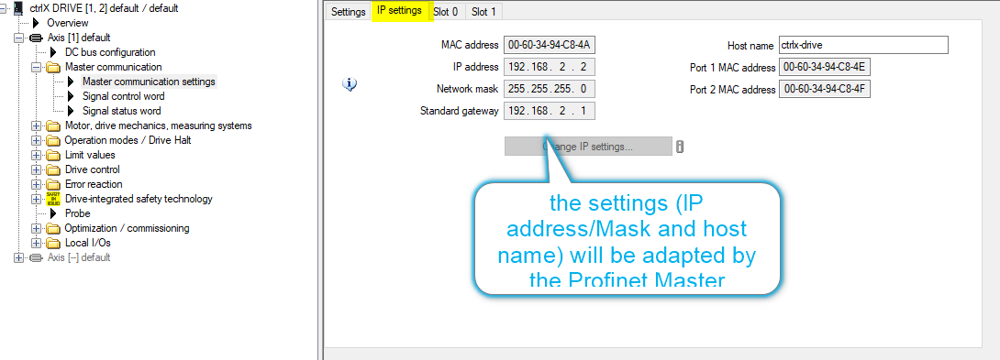 ctrlX DRIVE [1, 2] default / default
Overview
Axis [1] default
DC bus configuration
Master communication
Master communication settings
Signal control word
Signal status word
Motor, drive mechanics, measuring systems
Operation modes / Drive Halt
Limit values
Drive control
Error reaction
Drive-integrated safety technology
Probe
Optimization / commissioning
Local I/Os
Axis [--] default
Settings IP settings Slot 0 Slot 1
MAC address 00-60-34-94-C8-4A Host name ctrlx-drive
IP address 192.168. 2 . 2 Port 1 MAC address 00-60-34-94-C8-4E
Network mask 255.255.255. 0 Port 2 MAC address 00-60-34-94-C8-4F
Standard gateway 192.168. 2 . 1
Change IP settings...
the settings (IP
address/Mask and host
name) will be adapted by
the Profinet Master